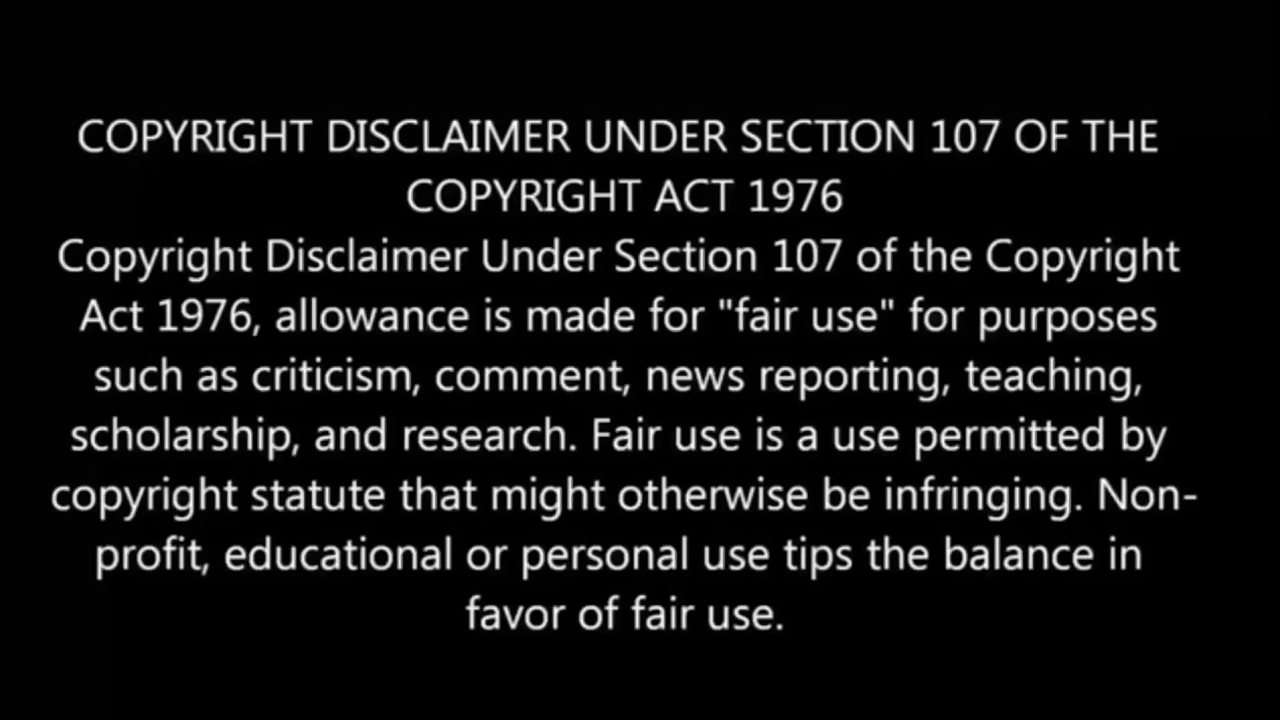 COPYRIGHT DISCLAIMER UNDER SECTION 107 OF THE
COPYRIGHT ACT 1976
Copyright Disclaimer Under Section 107 of the Copyright
Act 1976, allowance is made for "fair use" for purposes
such as criticism, comment, news reporting, teaching,
scholarship, and research. Fair use is a use permitted by
copyright statute that might otherwise be infringing. Non-
profit, educational or personal use tips the balance in
favor of fair use.